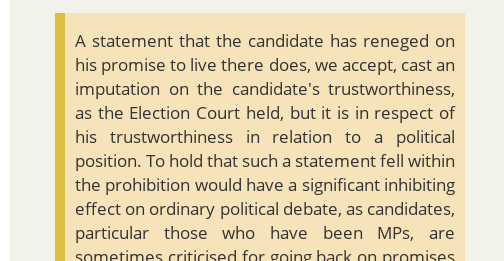 A statement that the candidate has reneged on
his promise to live there does, we accept, cast an
imputation on the candidate's trustworthiness,
as the Election Court held, but it is in respect of
his trustworthiness in relation to a political
position. To hold that such a statement fell within
the prohibition would have a significant inhibiting
effect on ordinary political debate, as candidates,
particular those who have been MPs, are
sometimes criticised for going back on promises